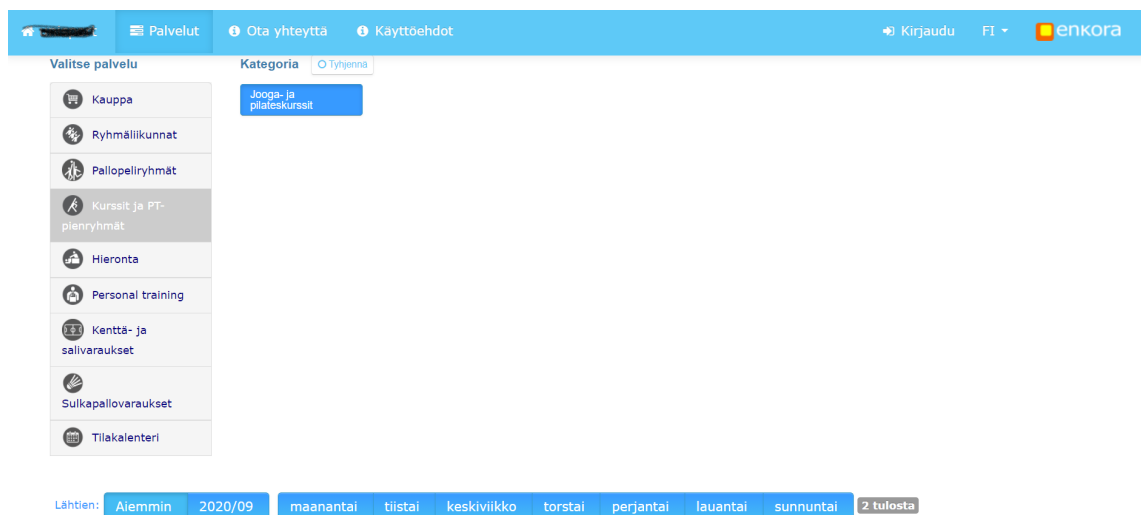 Palvelut
Ota yhteyttä
Käyttöehdot
Kirjaudu
FI
enkora
Valitse palvelu
Kauppa
Ryhmäliikunnat
Pallopeliryhmät
Kurssit ja PT-
pienryhmät
Hieronta
Personal training
Kenttä- ja
salivaraukset
Sulkapallovaraukset
Tilakalenteri
Kategoria
Tyhjennä
Jooga- ja
pilateskurssit
Lähtien: Aiemmin 2020/09 maanantai tiistai keskiviikko torstai perjantai lauantai sunnuntai 2 tulosta